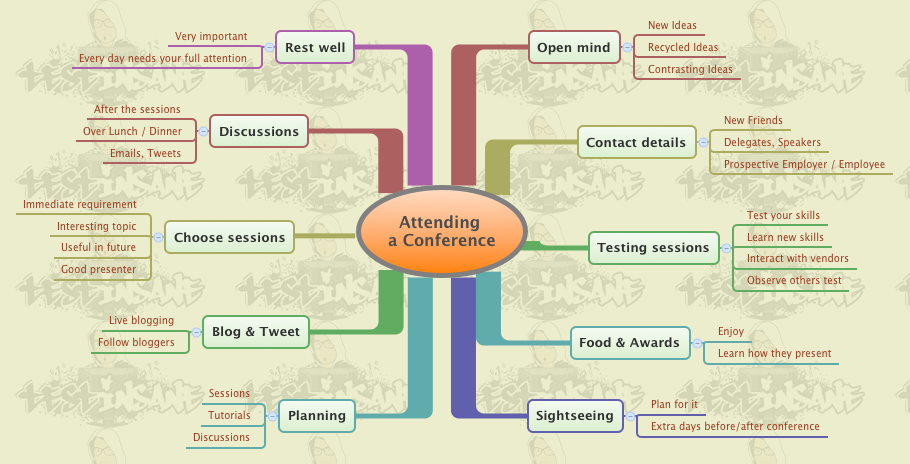 Attending
a Conference
Open mind
New Ideas
Recycled Ideas
Contrasting Ideas
Contact details
New Friends
Delegates, Speakers
Prospective Employer / Employee
Testing sessions
Test your skills
Learn new skills
Interact with vendors
Observe others test
Food & Awards
Enjoy
Learn how they present
Sightseeing
Plan for it
Extra days before/after conference
Planning
Sessions
Tutorials
Discussions
Blog & Tweet
Live blogging
Follow bloggers
Choose sessions
Immediate requirement
Interesting topic
Useful in future
Good presenter
Discussions
After the sessions
Over Lunch / Dinner
Emails, Tweets
Rest well
Very important
Every day needs your full attention